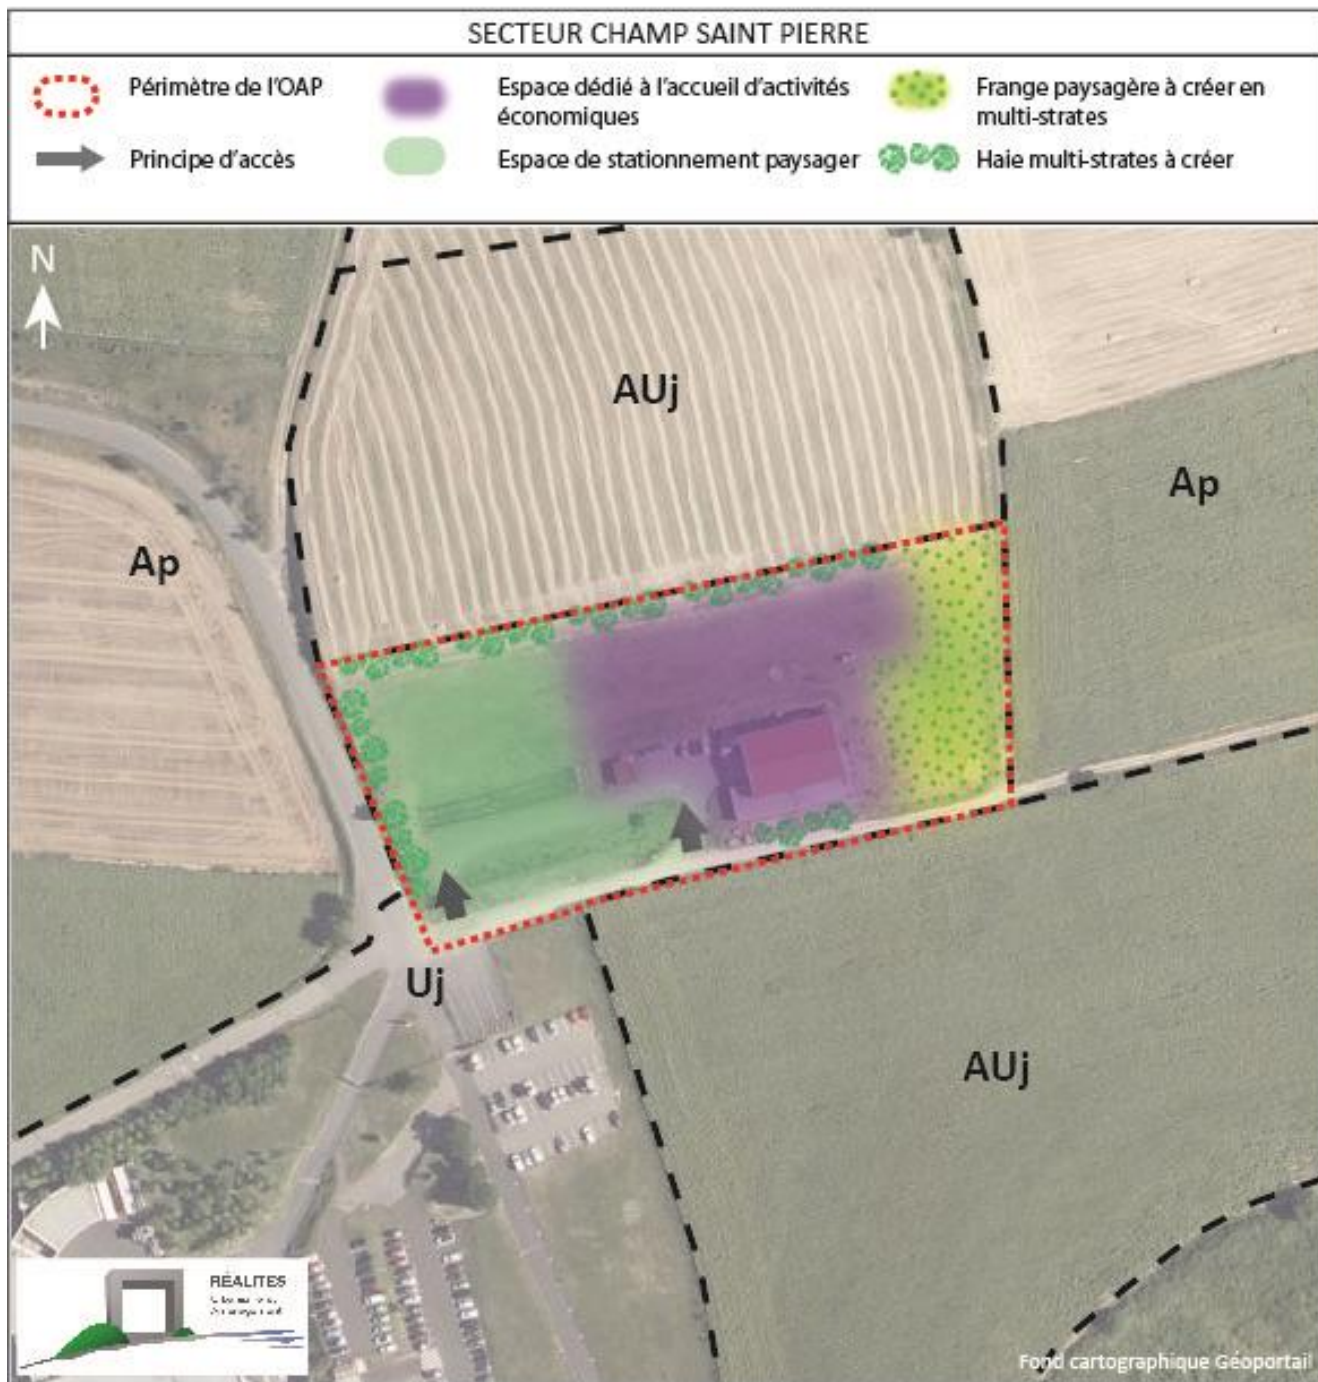 SECTEUR CHAMP SAINT PIERRE
Périmètre de l'OAP
Espace dédié à l'accueil d'activités
économiques
Frange paysagère à créer en
multi-strates
Principe d'accès
Espace de stationnement paysager
Haie multi-strates à créer
N
AUj
Ap
Ap
Uj
AUj
RÉALITES
Fond cartographique Géoportail